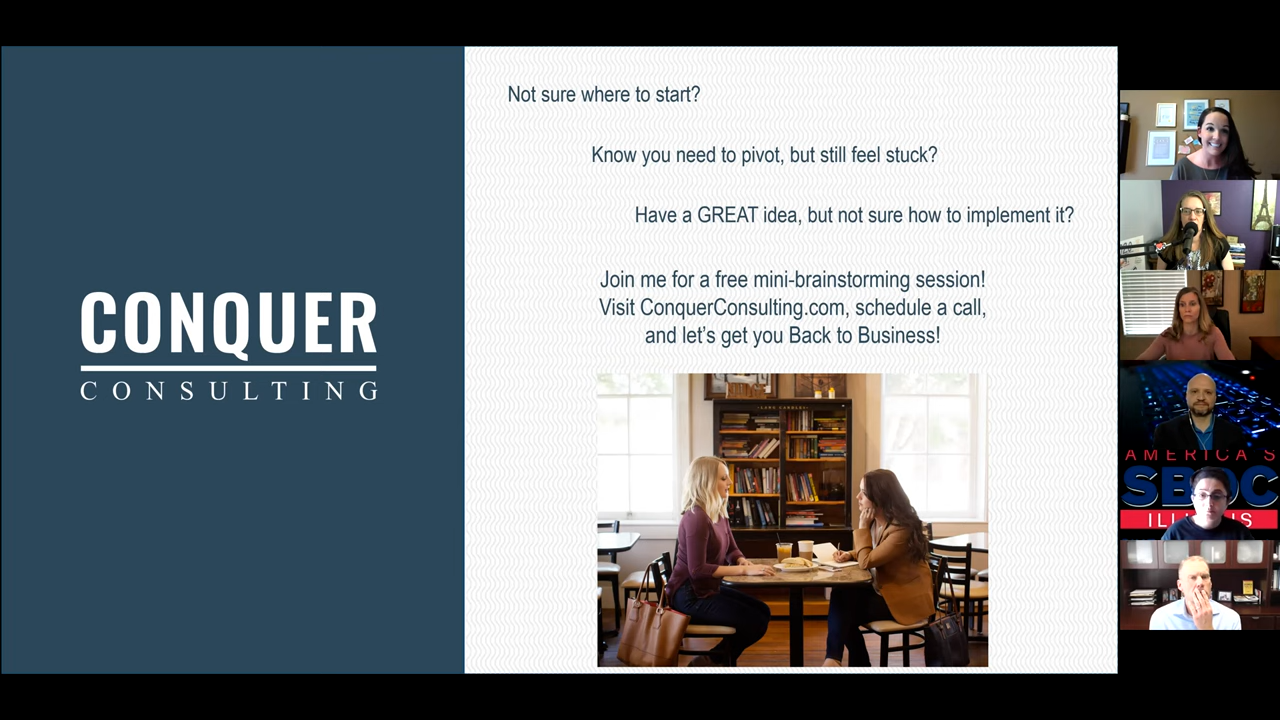 CONQUER
CONSULTING
Not sure where to start?
Know you need to pivot, but still feel stuck?
Have a GREAT idea, but not sure how to implement it?
Join me for a free mini-brainstorming session!
Visit ConquerConsulting.com, schedule a call,
and let's get you Back to Business!
AMERICA'S
SBDC